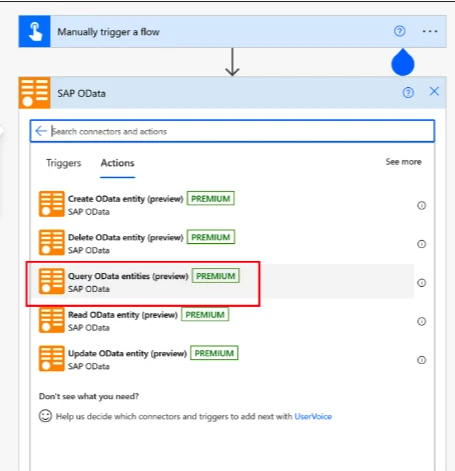 Manually trigger a flow
SAP OData
Search connectors and actions
Triggers Actions See more
Create OData entity (preview) PREMIUM
SAP OData
Delete OData entity (preview) PREMIUM
SAP OData
Query OData entities (preview) PREMIUM
SAP OData
Read OData entity (preview) PREMIUM
SAP OData
Update OData entity (preview) PREMIUM
SAP OData
Don't see what you need?
Help us decide which connectors and triggers to add next with UserVoice